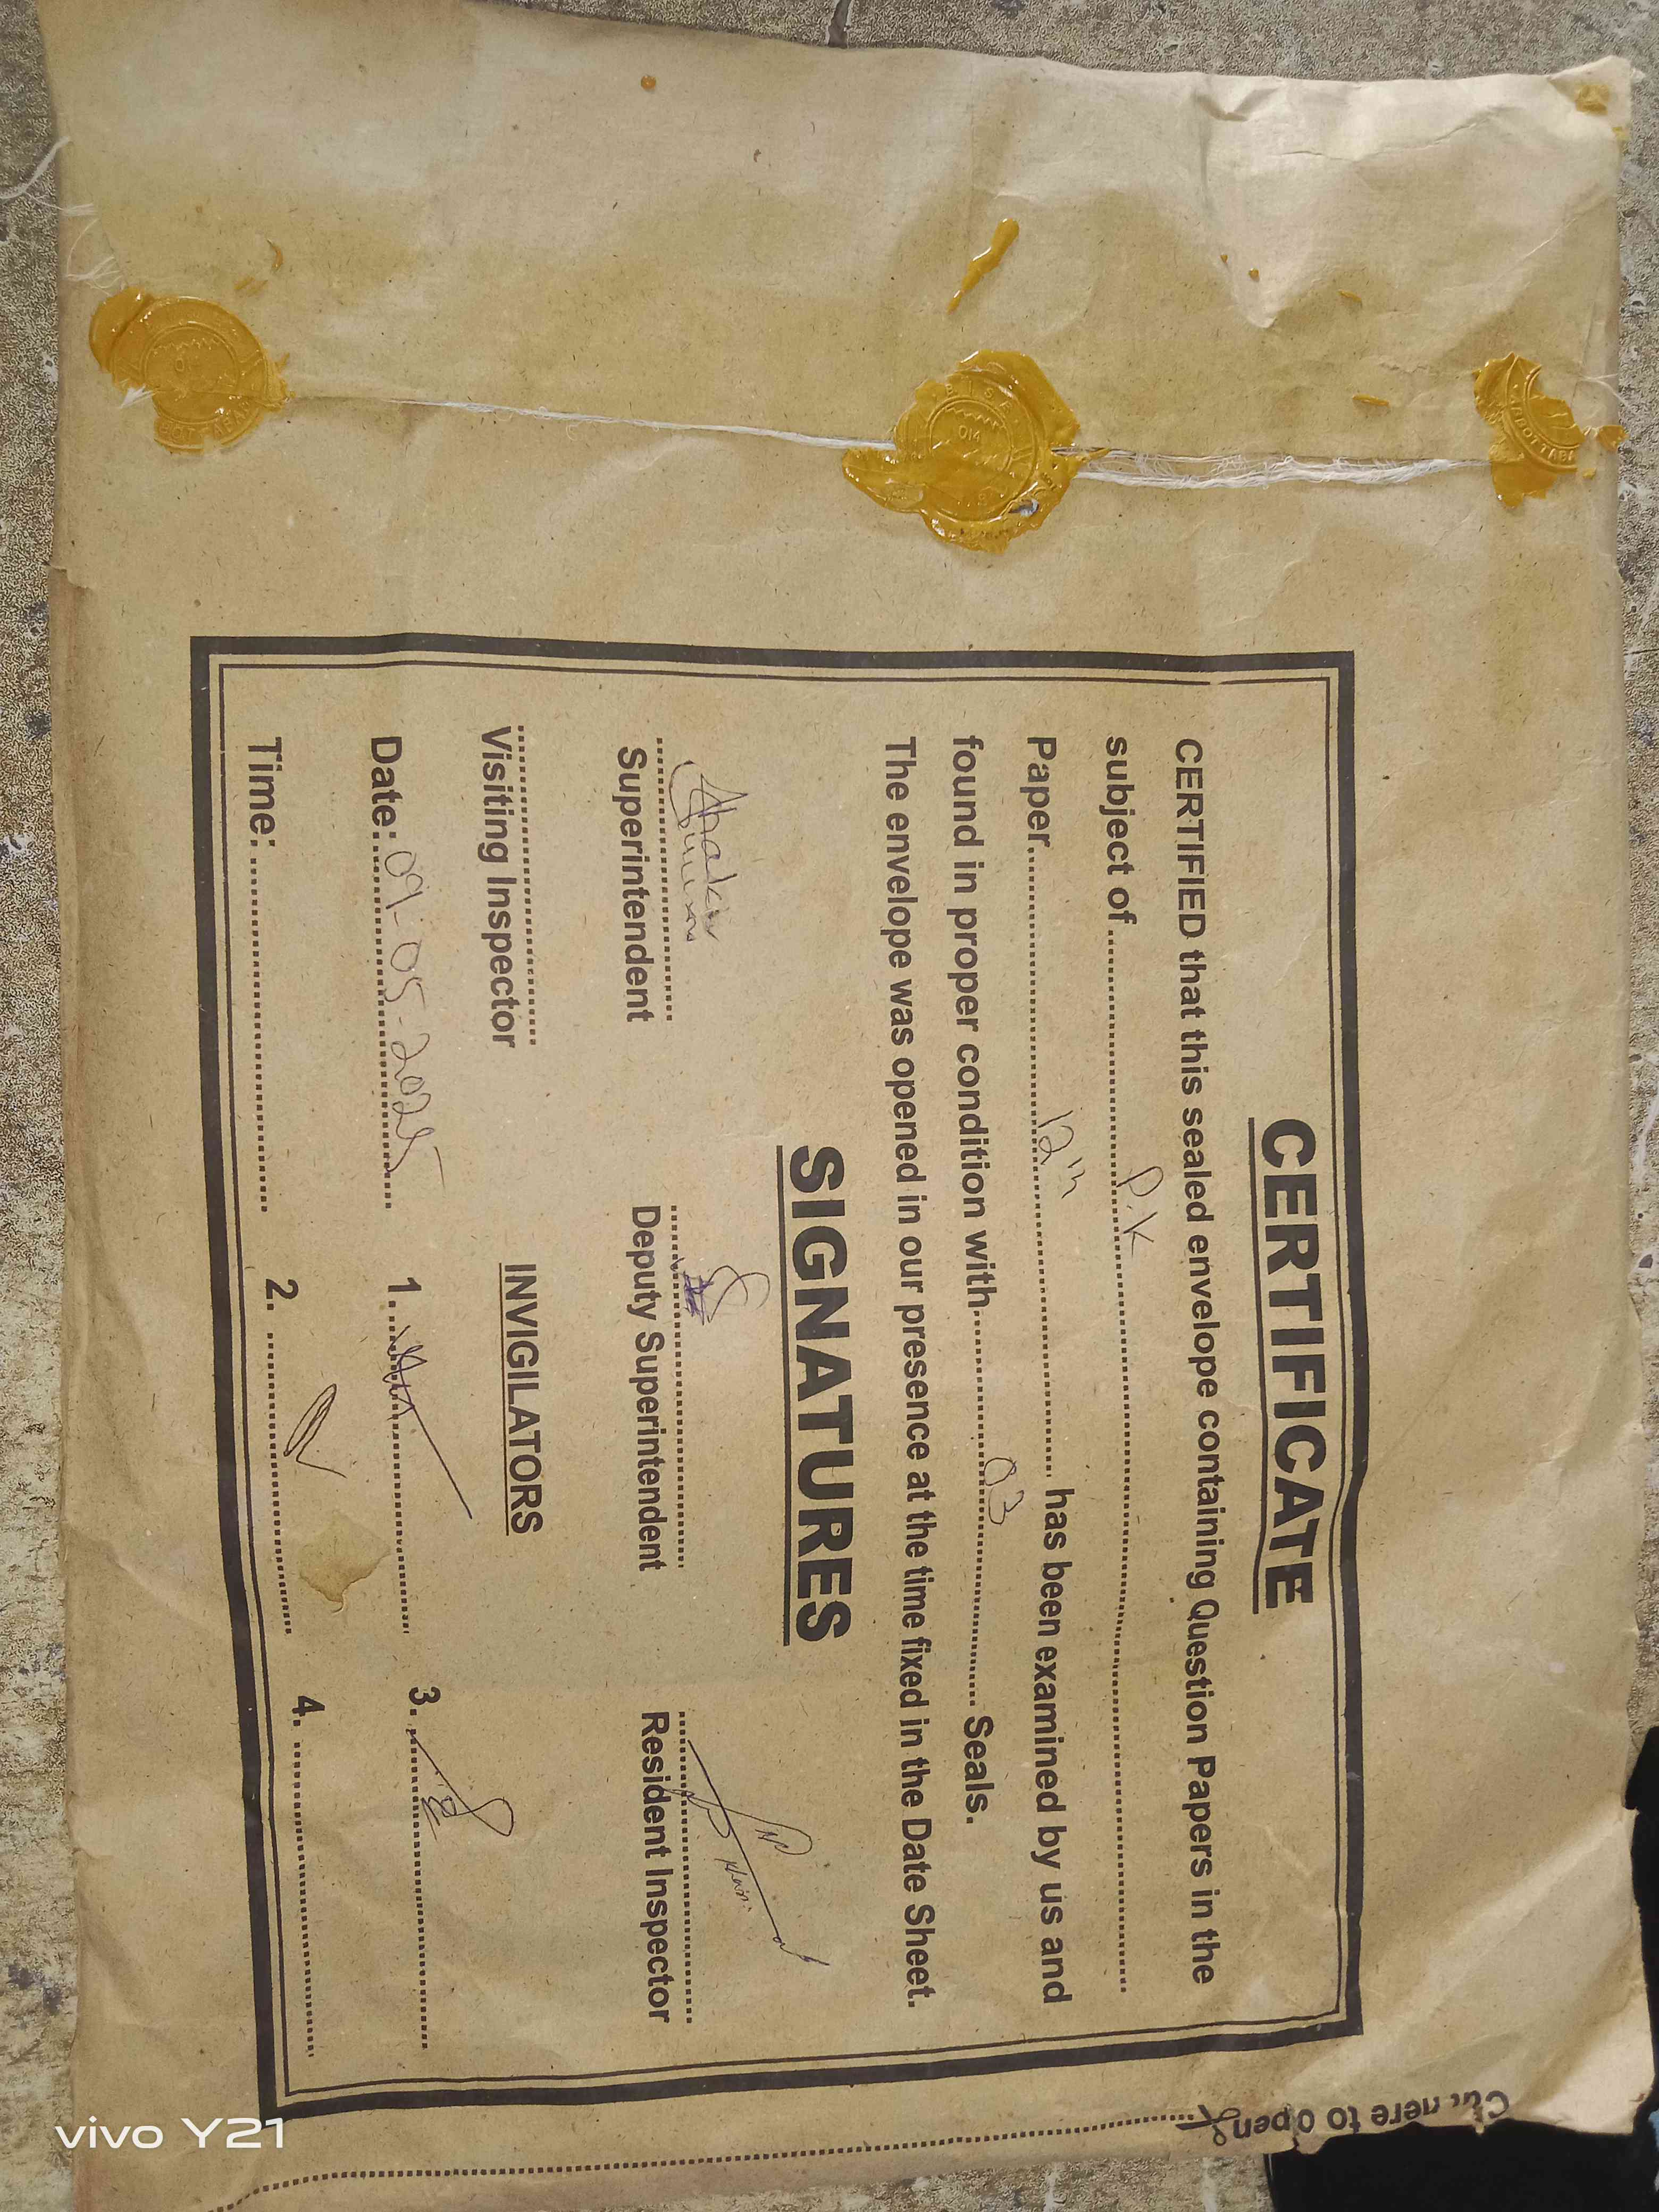 CERTIFICATE
CERTIFIED that this sealed envelope containing Question Papers in the
subject of P.K
Paper 12th has been examined by us and
found in proper condition with 03 Seals.
The envelope was opened in our presence at the time fixed in the Date Sheet.
SIGNATURES
Superintendent Deputy Superintendent Resident Inspector
Visiting Inspector INVIGILATORS
Date: 09-05-2025 1. 3.
Time: 2. 4.
Cut here to open
B.I.S.E
014
ABBOTTABAD
vivo Y21